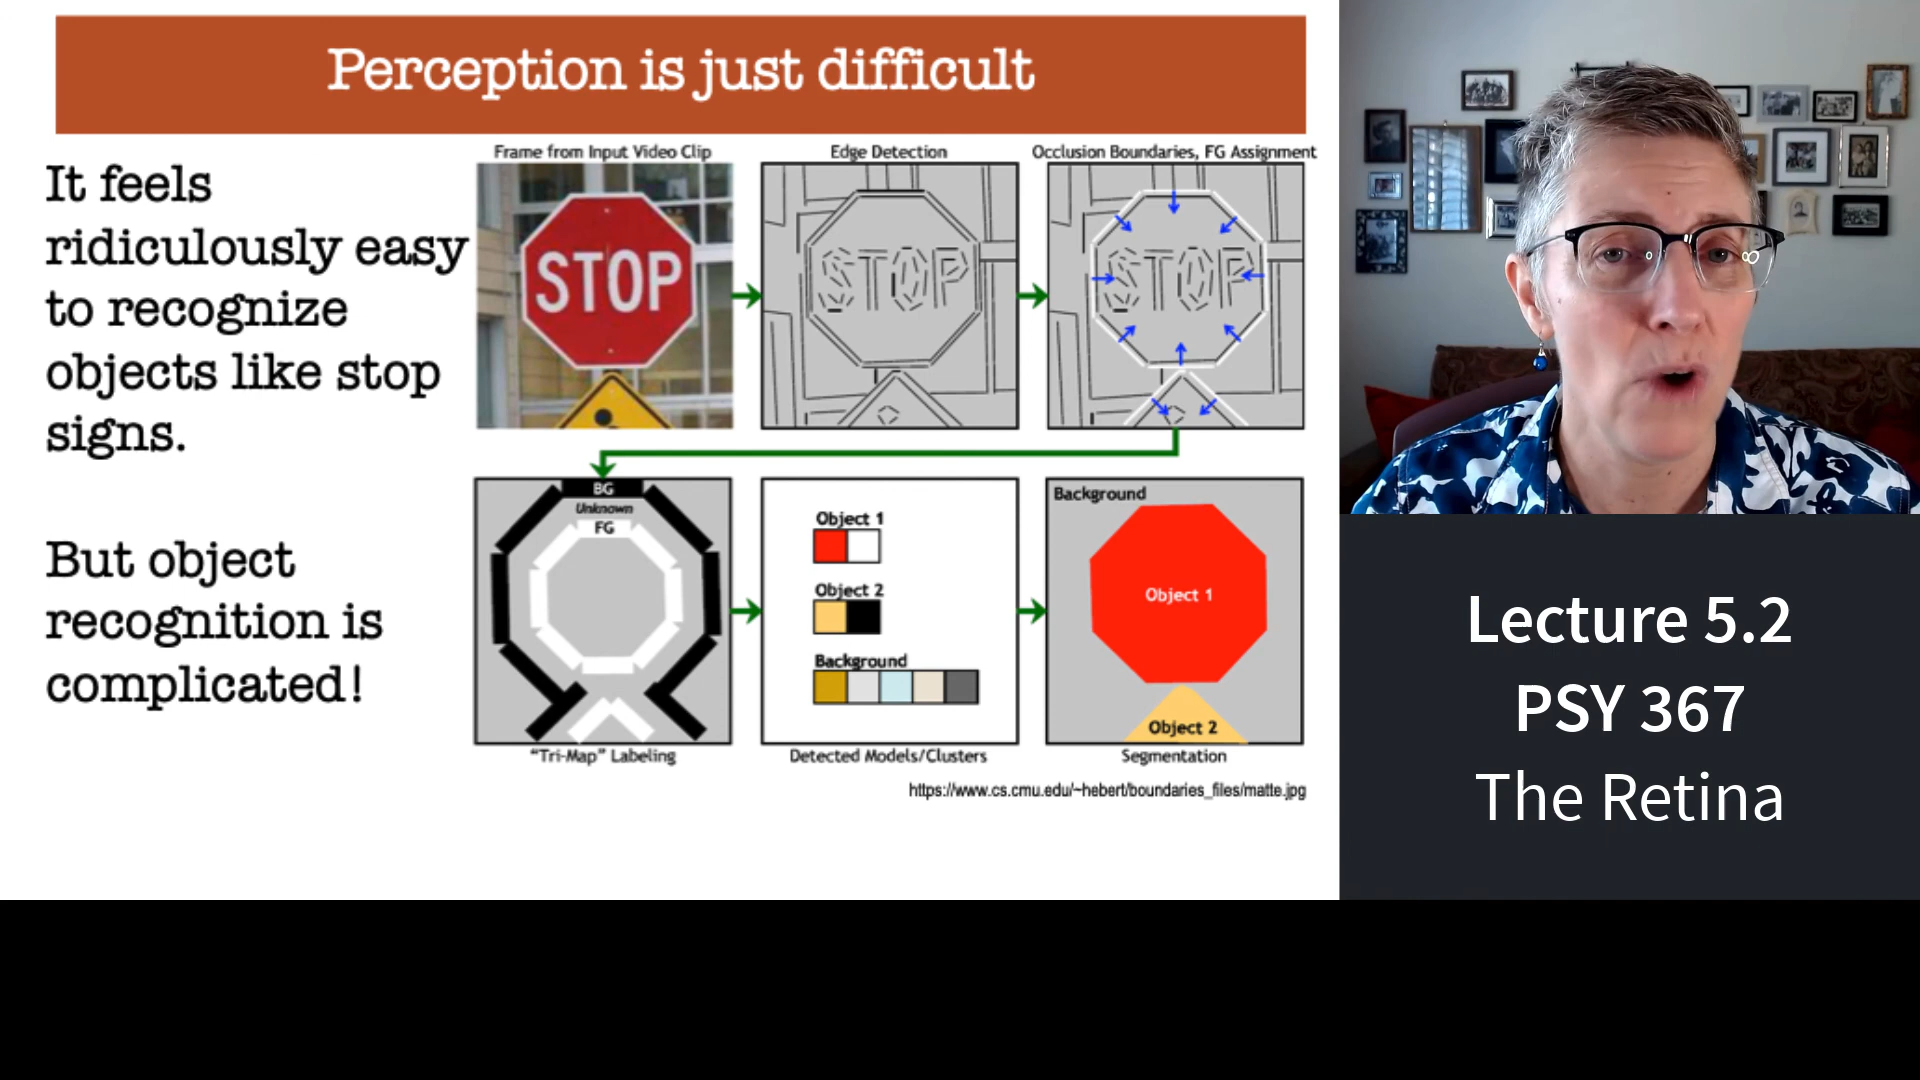 Perception is just difficult
It feels
ridiculously easy
to recognize
objects like stop
signs.
But object
recognition is
complicated!
Frame from Input Video Clip
Edge Detection
Occlusion Boundaries, FG Assignment
STOP
STOP
STOP
BG
Unknown
FG
"Tri-Map" Labeling
Object 1
Object 2
Background
Detected Models/Clusters
Background
Object 1
Object 2
Segmentation
https://www.cs.cmu.edu/~hebert/boundaries_files/matte.jpg
Lecture 5.2
PSY 367
The Retina